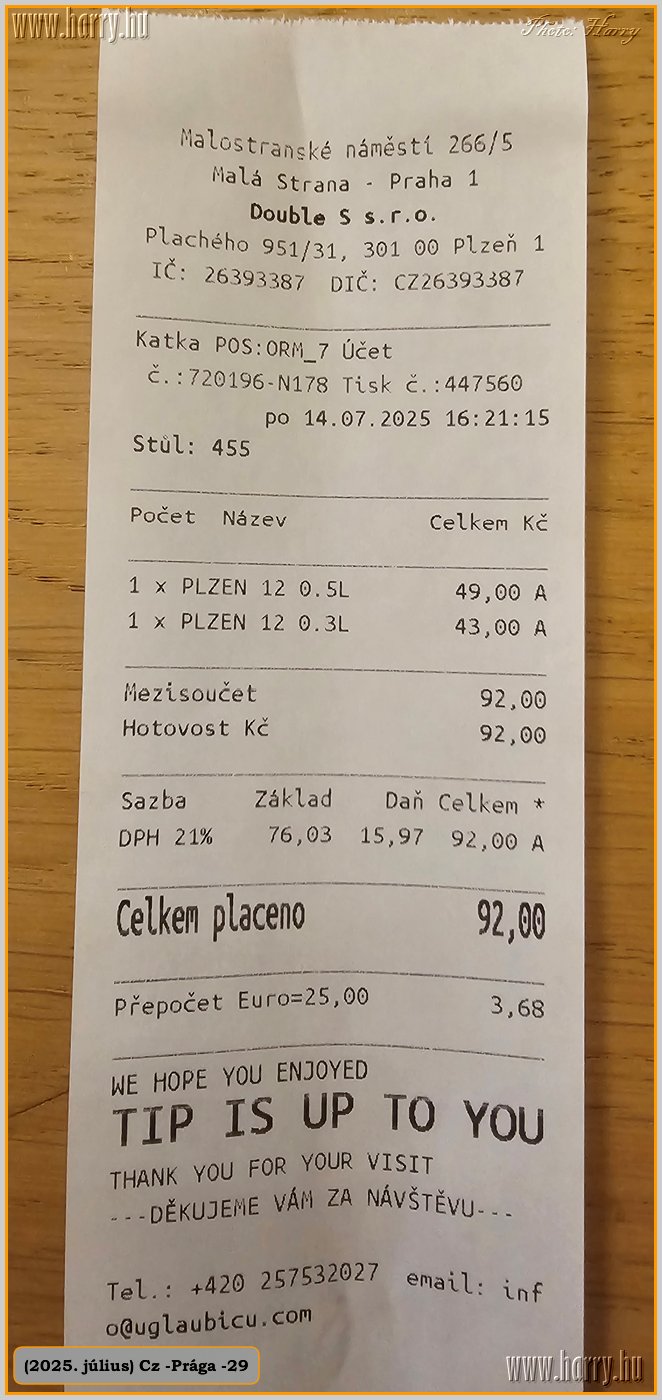 www.harry.hu
Photo: Harry
Malostranské náměstí 266/5
Malá Strana - Praha 1
Double S s.r.o.
Plachého 951/31, 301 00 Plzeň 1
IČ: 26393387 DIČ: CZ26393387
Katka POS:ORM_7 Účet
č.:720196-N178 Tisk č.:447560
po 14.07.2025 16:21:15
Stůl: 455
Počet Název Celkem Kč
1 x PLZEN 12 0.5L 49,00 A
1 x PLZEN 12 0.3L 43,00 A
Mezisoučet 92,00
Hotovost Kč 92,00
Sazba Základ Daň Celkem *
DPH 21% 76,03 15,97 92,00 A
Celkem placeno 92,00
Přepočet Euro=25,00 3,68
WE HOPE YOU ENJOYED
TIP IS UP TO YOU
THANK YOU FOR YOUR VISIT
---DĚKUJEME VÁM ZA NÁVŠTĚVU---
Tel.: +420 257532027 email: inf
o@uglaubicu.com
(2025. július) Cz -Prága -29
www.harry.hu